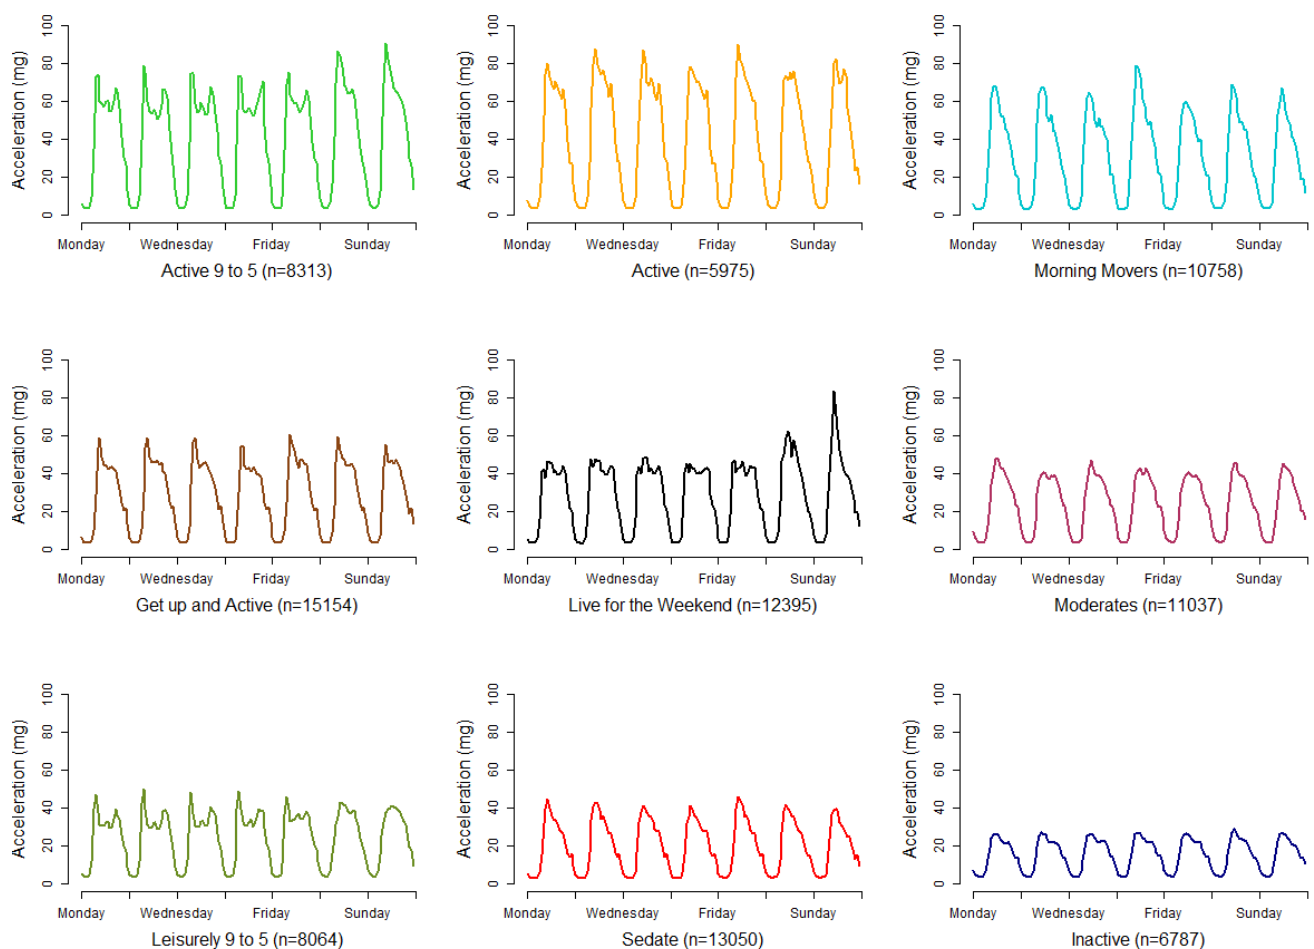 Acceleration (mg)
0 20 40 60 80 100
Monday Wednesday Friday Sunday
Active 9 to 5 (n=8313)
Acceleration (mg)
0 20 40 60 80 100
Monday Wednesday Friday Sunday
Active (n=5975)
Acceleration (mg)
0 20 40 60 80 100
Monday Wednesday Friday Sunday
Morning Movers (n=10758)
Acceleration (mg)
0 20 40 60 80 100
Monday Wednesday Friday Sunday
Get up and Active (n=15154)
Acceleration (mg)
0 20 40 60 80 100
Monday Wednesday Friday Sunday
Live for the Weekend (n=12395)
Acceleration (mg)
0 20 40 60 80 100
Monday Wednesday Friday Sunday
Moderates (n=11037)
Acceleration (mg)
0 20 40 60 80 100
Monday Wednesday Friday Sunday
Leisurely 9 to 5 (n=8064)
Acceleration (mg)
0 20 40 60 80 100
Monday Wednesday Friday Sunday
Sedate (n=13050)
Acceleration (mg)
0 20 40 60 80 100
Monday Wednesday Friday Sunday
Inactive (n=6787)